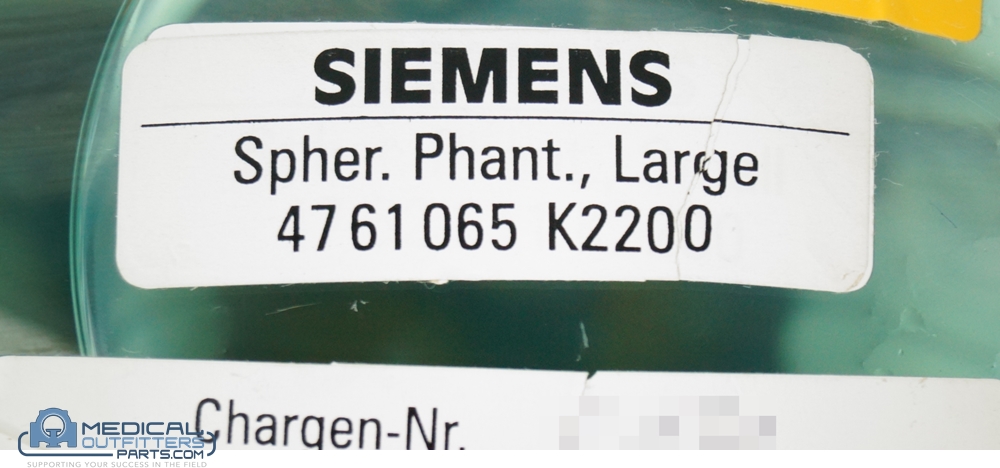 SIEMENS
Spher. Phant., Large
4761065 K2200
Chargen-Nr.
MEDICAL
OUTFITTERS
PARTS.COM
SUPPORTING YOUR SUCCESS IN THE FIELD